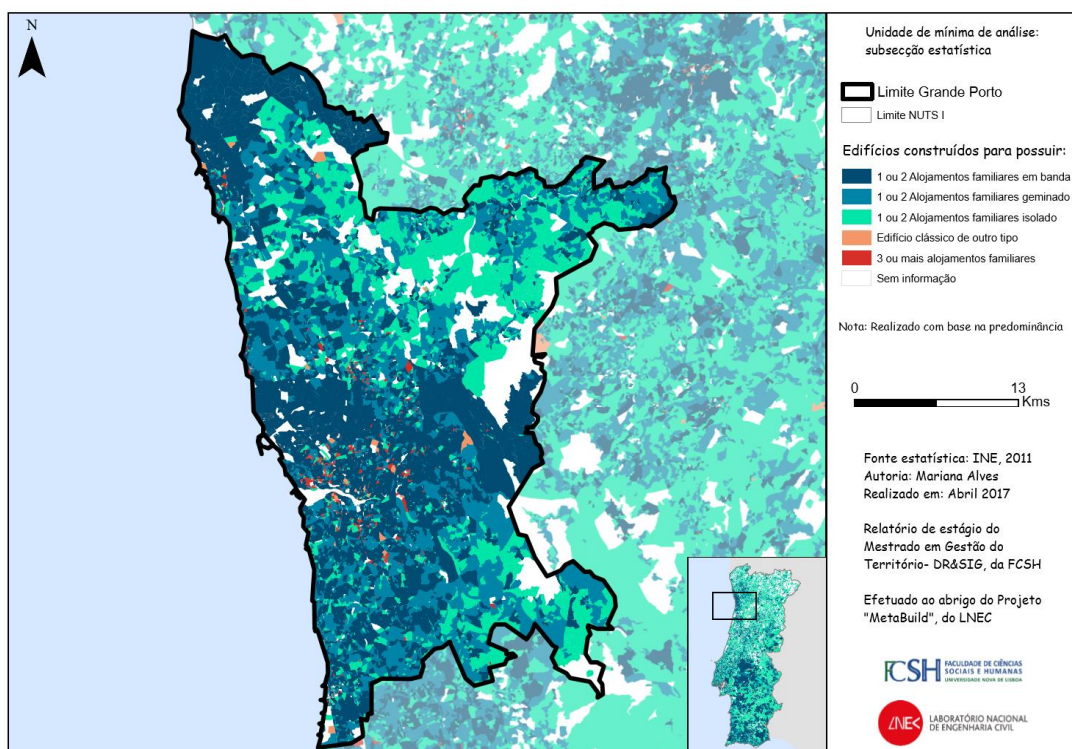 N
Unidade de mínima de análise:
subsecção estatística
Limite Grande Porto
Limite NUTS I
Edifícios construídos para possuir:
1 ou 2 Alojamentos familiares em banda
1 ou 2 Alojamentos familiares geminado
1 ou 2 Alojamentos familiares isolado
Edifício clássico de outro tipo
3 ou mais alojamentos familiares
Sem informação
Nota: Realizado com base na predominância
0 13
Kms
Fonte estatística: INE, 2011
Autoria: Mariana Alves
Realizado em: Abril 2017
Relatório de estágio do
Mestrado em Gestão do
Território- DR&SIG, da FCSH
Efetuado ao abrigo do Projeto
"MetaBuild", do LNEC
FCSH FACULDADE DE CIÊNCIAS
SOCIAIS E HUMANAS
UNIVERSIDADE NOVA DE LISBOA
LNEC LABORATÓRIO NACIONAL
DE ENGENHARIA CIVIL